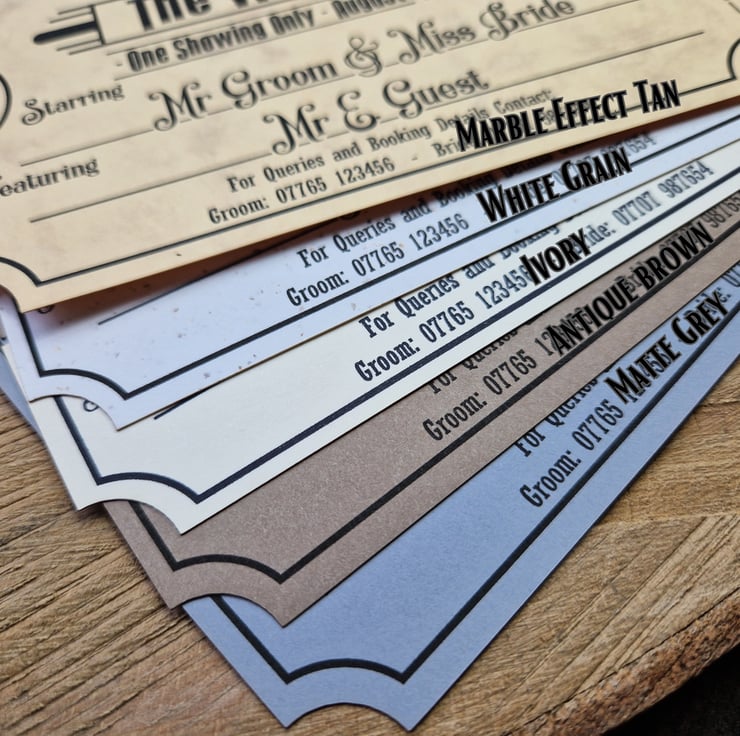 The
One Showing Only - August
Starring Mr Groom & Miss Bride
Featuring Mr E. Guest
For Queries and Booking Details Contact:
Groom: 07765 123456 -
MARBLE EFFECT TAN
For Queries and Booking
Groom: 07765 123456
WHITE GRAIN
For Queries and
Groom: 07765 123456
Bride: 07707 987654
IVORY
For Queries
Groom: 07765
ANTIQUE BROWN
For Queries
Groom: 07765
MATTE GREY